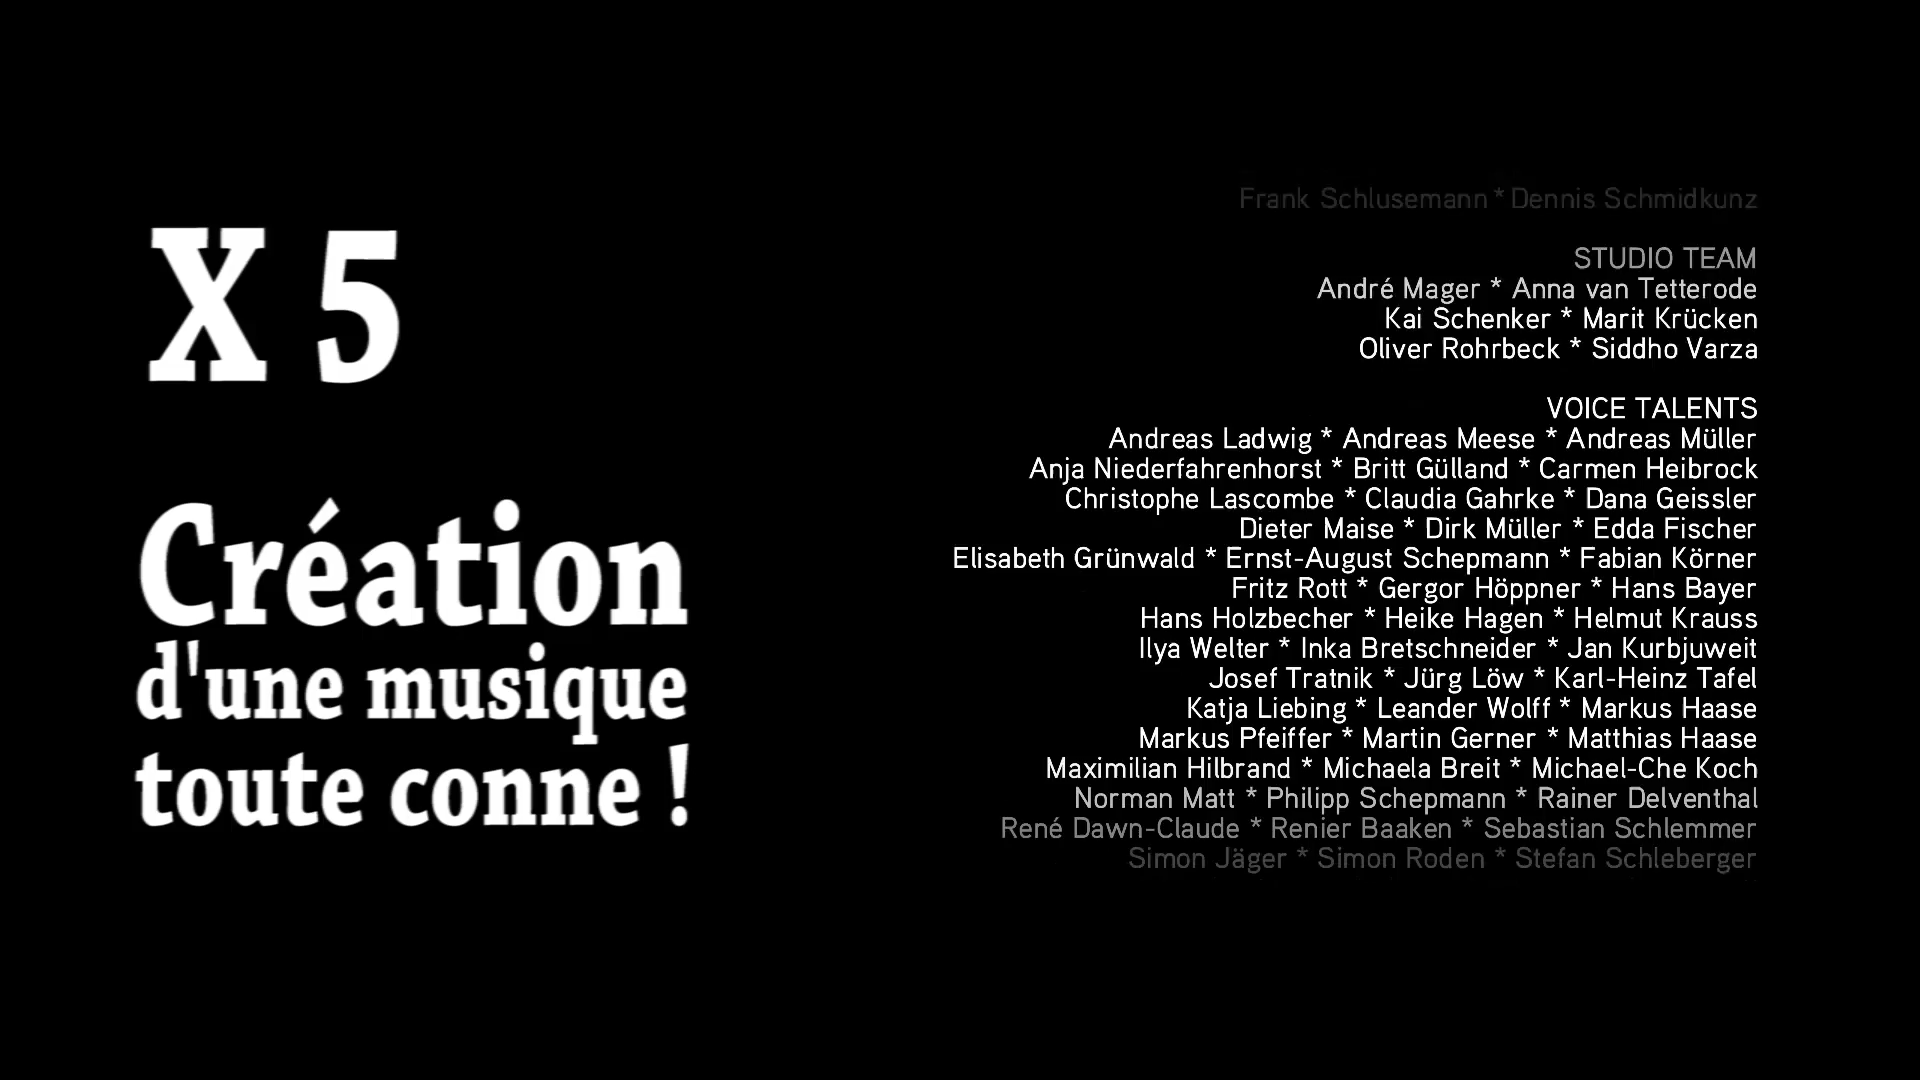 X 5
Création
d'une musique
toute conne !
Frank Schlusemann * Dennis Schmidkunz
STUDIO TEAM
André Mager * Anna van Tetterode
Kai Schenker * Marit Krücken
Oliver Rohrbeck * Siddho Varza
VOICE TALENTS
Andreas Ladwig * Andreas Meese * Andreas Müller
Anja Niederfahrenhorst * Britt Gülland * Carmen Heibrock
Christophe Lascombe * Claudia Gahrke * Dana Geissler
Dieter Maise * Dirk Müller * Edda Fischer
Elisabeth Grünwald * Ernst-August Schepmann * Fabian Körner
Fritz Rott * Gergor Höppner * Hans Bayer
Hans Holzbecher * Heike Hagen * Helmut Krauss
Ilya Welter * Inka Bretschneider * Jan Kurbjuweit
Josef Tratnik * Jürg Löw * Karl-Heinz Tafel
Katja Liebing * Leander Wolff * Markus Haase
Markus Pfeiffer * Martin Gerner * Matthias Haase
Maximilian Hilbrand * Michaela Breit * Michael-Che Koch
Norman Matt * Philipp Schepmann * Rainer Delventhal
René Dawn-Claude * Renier Baaken * Sebastian Schlemmer
Simon Jäger * Simon Roden * Stefan Schleberger